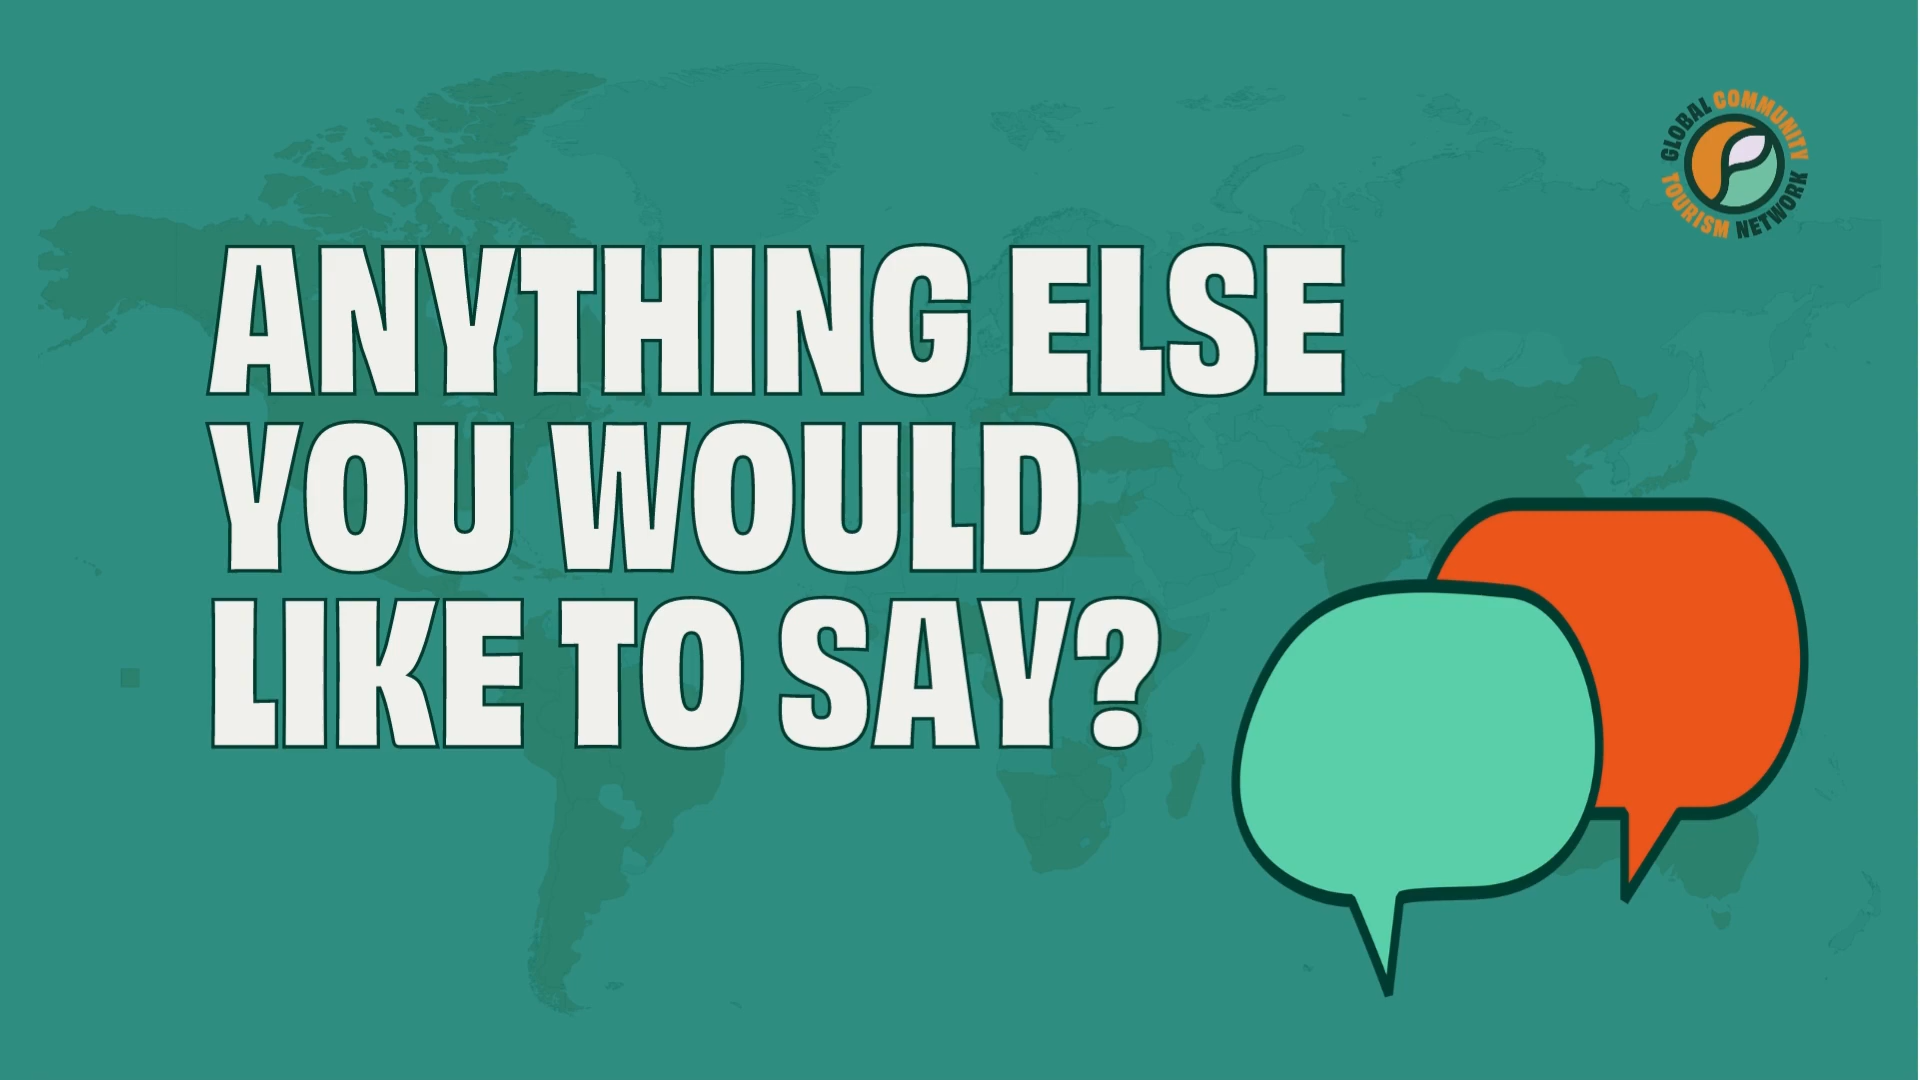 GLOBAL COMMUNITY
TOURISM NETWORK
ANYTHING ELSE
YOU WOULD
LIKE TO SAY?